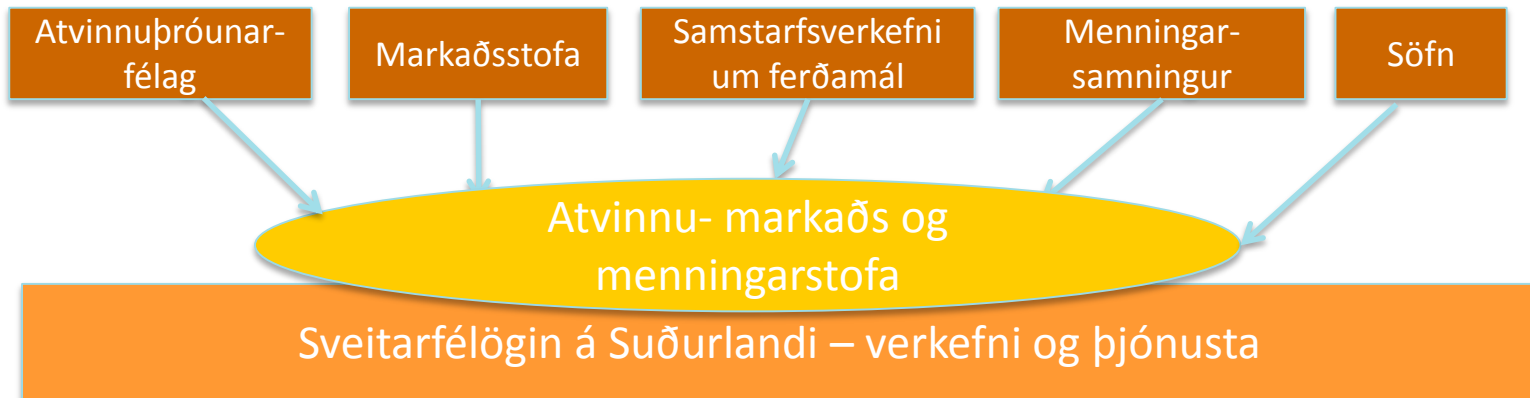 Atvinnuþróunar-
félag
Markaðsstofa
Samstarfsverkefni
um ferðamál
Menningar-
samningur
Söfn
Atvinnu- markaðs og
menningarstofa
Sveitarfélögin á Suðurlandi – verkefni og þjónusta